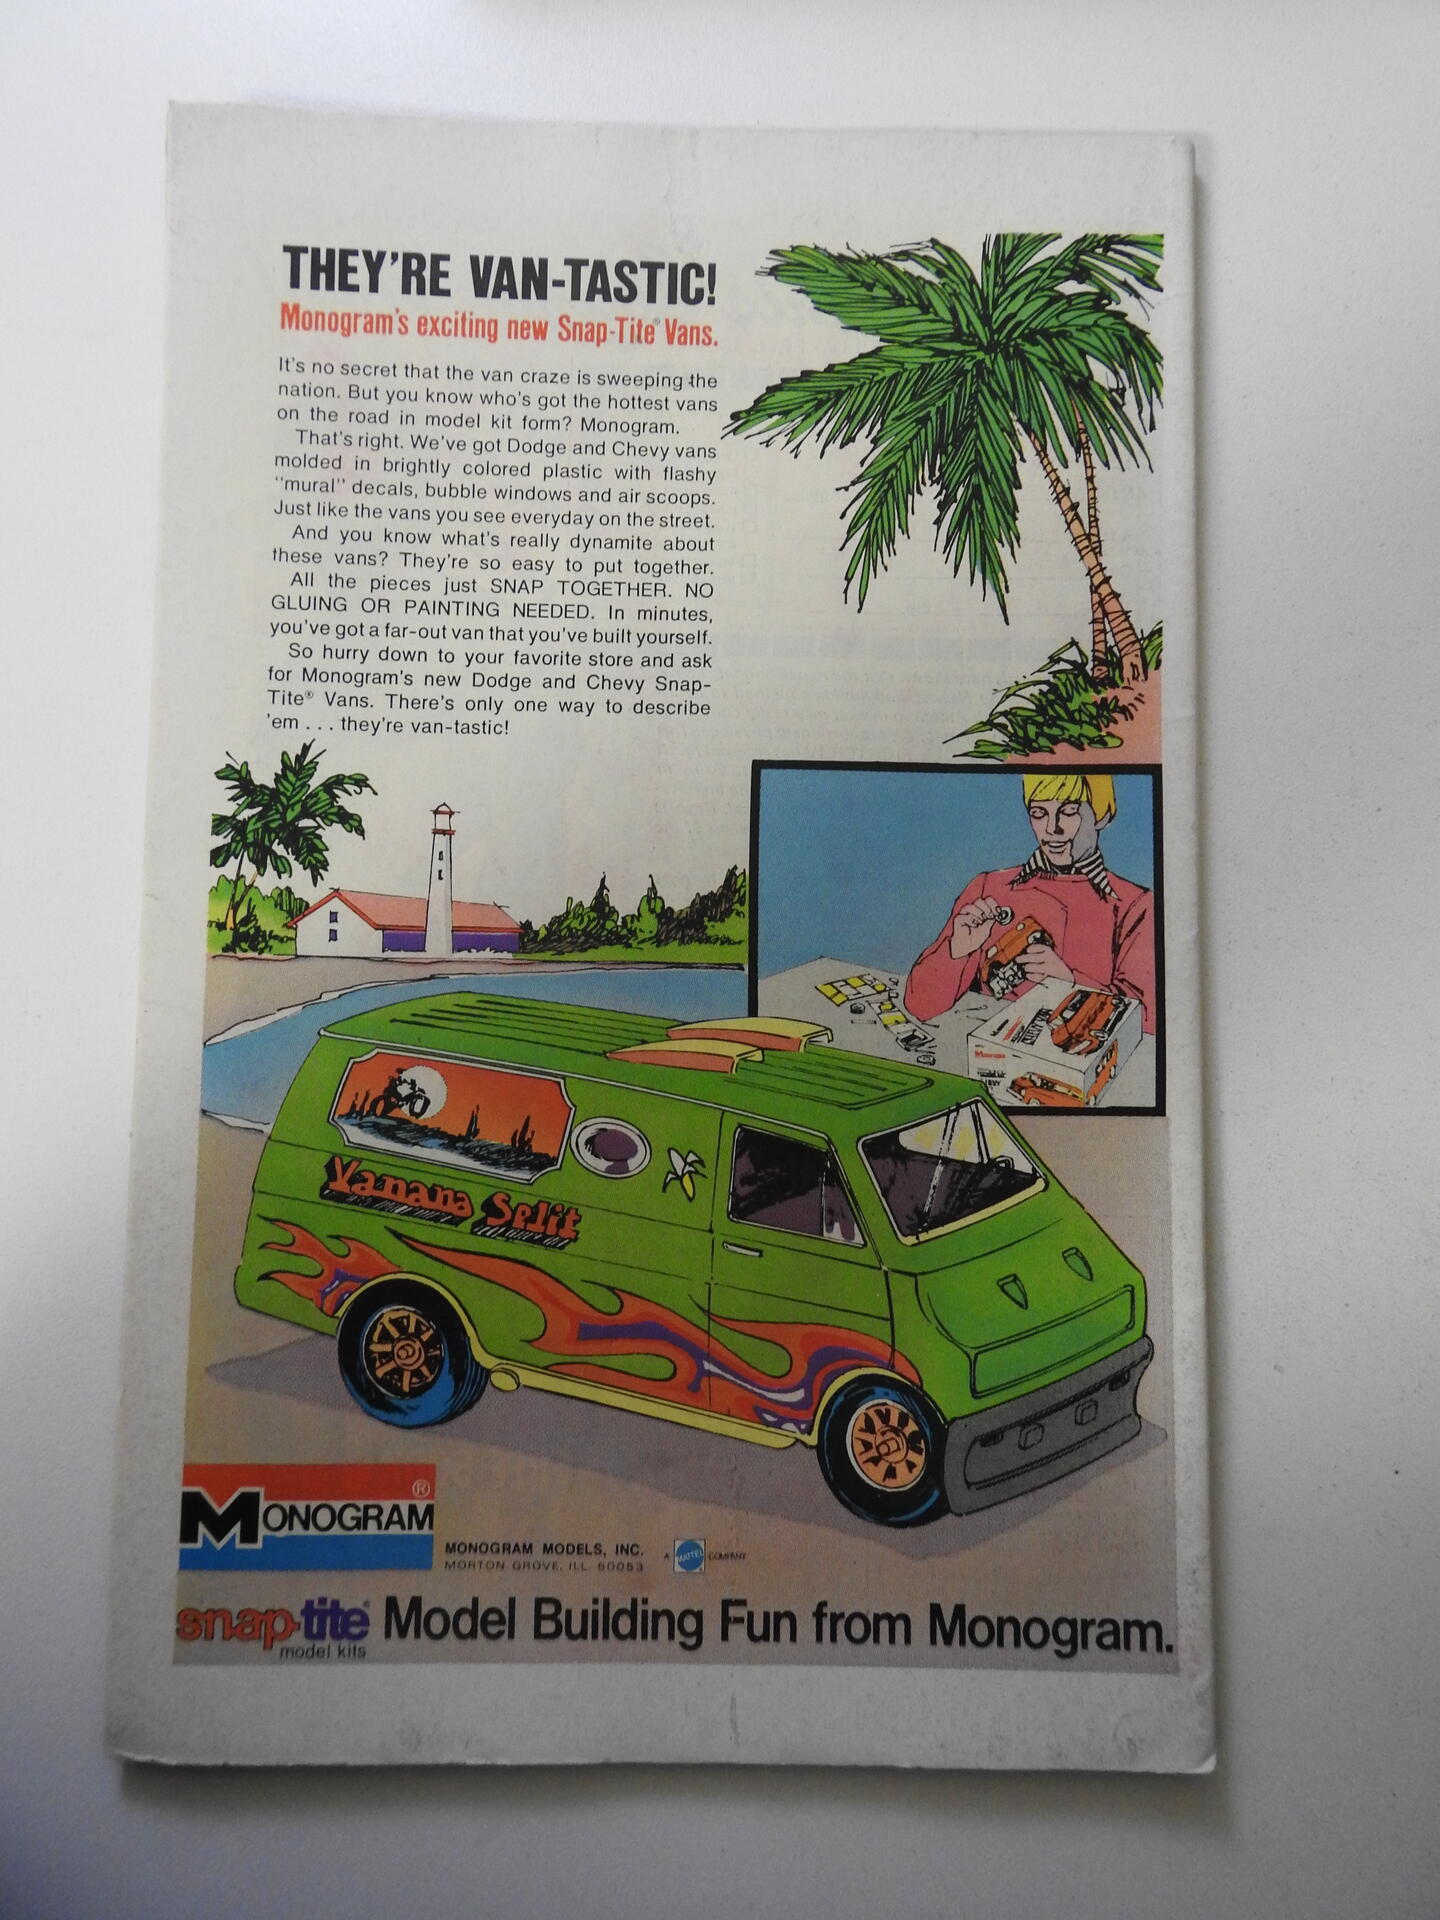 THEY'RE VAN-TASTIC!
Monogram's exciting new Snap-Tite® Vans.
It's no secret that the van craze is sweeping the
nation. But you know who's got the hottest vans
on the road in model kit form? Monogram.
That's right. We've got Dodge and Chevy vans
molded in brightly colored plastic with flashy
"mural" decals, bubble windows and air scoops.
Just like the vans you see everyday on the street.
And you know what's really dynamite about
these vans? They're so easy to put together.
All the pieces just SNAP TOGETHER. NO
GLUING OR PAINTING NEEDED. In minutes,
you've got a far-out van that you've built yourself.
So hurry down to your favorite store and ask
for Monogram's new Dodge and Chevy Snap-
Tite® Vans. There's only one way to describe
'em . . . they're van-tastic!
CHEVY VAN
Monogram
Vanana Split
MONOGRAM®
MONOGRAM MODELS, INC.
MORTON GROVE, ILL. 60053
A MATTEL COMPANY
snap-tite® Model Building Fun from Monogram.
model kits